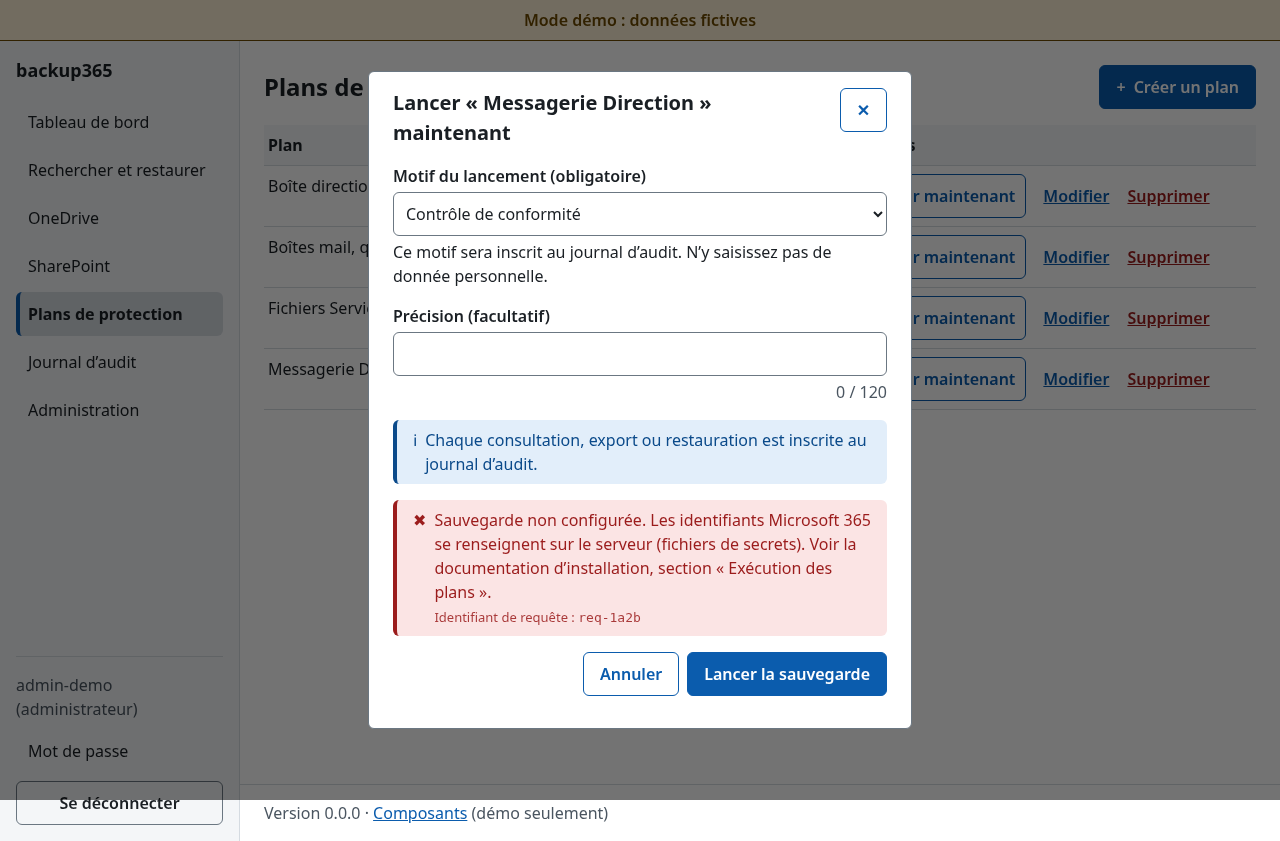 Mode démo : données fictives
backup365
Tableau de bord
Rechercher et restaurer
OneDrive
SharePoint
Plans de protection
Journal d’audit
Administration
admin-demo
(administrateur)
Mot de passe
Se déconnecter
Plans de
+ Créer un plan
Plan
Boîte directio
r maintenant Modifier Supprimer
Boîtes mail, q
r maintenant Modifier Supprimer
Fichiers Servi
r maintenant Modifier Supprimer
Messagerie D
r maintenant Modifier Supprimer
Lancer « Messagerie Direction »
maintenant
×
Motif du lancement (obligatoire)
Contrôle de conformité
Ce motif sera inscrit au journal d’audit. N’y saisissez pas de
donnée personnelle.
Précision (facultatif)
0 / 120
i Chaque consultation, export ou restauration est inscrite au
journal d’audit.
✖ Sauvegarde non configurée. Les identifiants Microsoft 365
se renseignent sur le serveur (fichiers de secrets). Voir la
documentation d’installation, section « Exécution des
plans ».
Identifiant de requête : req-1a2b
Annuler Lancer la sauvegarde
Version 0.0.0 · Composants (démo seulement)